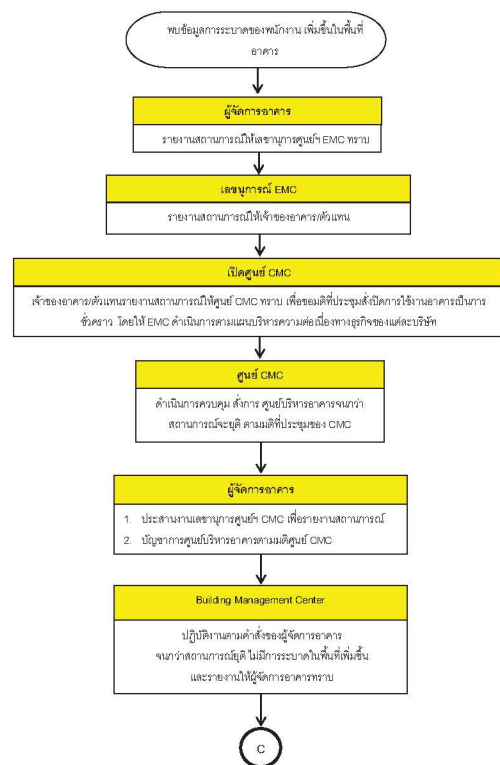 พบข้อมูลการระบาดของพนักงาน เพิ่มขึ้นในพื้นที่
อาคาร
ผู้จัดการอาคาร
รายงานสถานการณ์ให้เลขานุการศูนย์ฯ EMC ทราบ
เลขนุการณ์ EMC
รายงานสถานการณ์ให้เจ้าของอาคาร/ตัวแทน
เปิดศูนย์ CMC
เจ้าของอาคาร/ตัวแทนรายงานสถานการณ์ให้ศูนย์ CMC ทราบ เพื่อขอมติที่ประชุมสั่งปิดการใช้งานอาคารเป็นการ
ชั่วคราว โดยให้ EMC ดำเนินการตามแผนบริหารความต่อเนื่องทางธุรกิจของแต่ละบริษัท
ศูนย์ CMC
ดำเนินการควบคุม สั่งการ ศูนย์บริหารอาคารจนกว่า
สถานการณ์จะยุติ ตามมติที่ประชุมของ CMC
ผู้จัดการอาคาร
1. ประสานงานเลขานุการศูนย์ฯ CMC เพื่อรายงานสถานการณ์
2. บัญชาการศูนย์บริหารอาคารตามมติศูนย์ CMC
Building Management Center
ปฏิบัติงานตามคำสั่งของผู้จัดการอาคาร
จนกว่าสถานการณ์ยุติ ไม่มีการระบาดในพื้นที่เพิ่มขึ้น
และรายงานให้ผู้จัดการอาคารทราบ
C